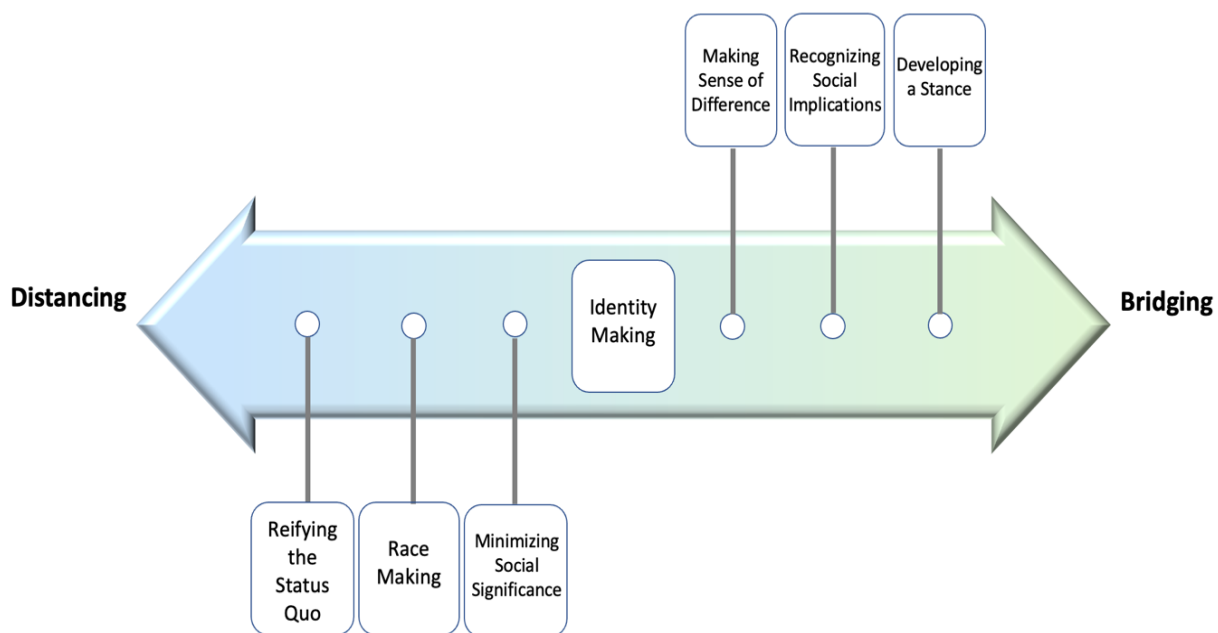 Making
Sense of
Difference
Recognizing
Social
Implications
Developing
a Stance
Distancing
Identity
Making
Bridging
Reifying
the
Status
Quo
Race
Making
Minimizing
Social
Significance